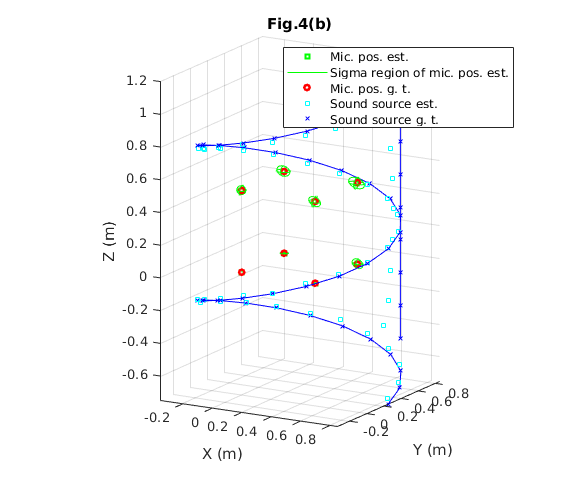 Fig.4(b)
Mic. pos. est.
Sigma region of mic. pos. est.
Mic. pos. g. t.
Sound source est.
Sound source g. t.
1.2
1
0.8
0.6
0.4
0.2
0
-0.2
-0.4
-0.6
Z (m)
-0.2 0 0.2 0.4 0.6 0.8
X (m)
-0.2 0 0.2 0.4 0.6 0.8
Y (m)